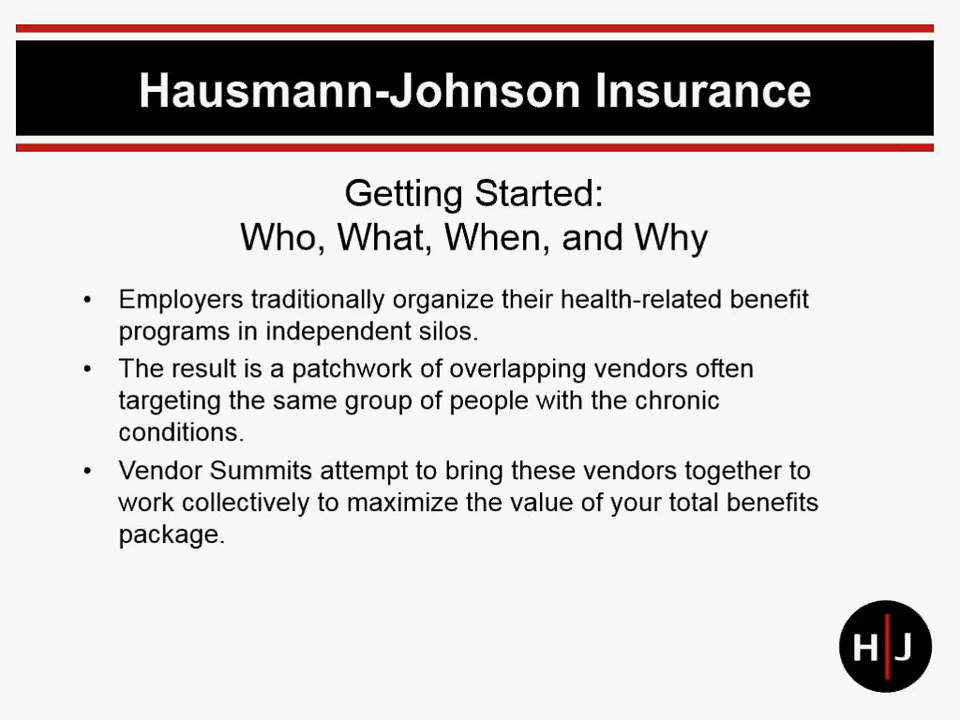 Hausmann-Johnson Insurance
Getting Started:
Who, What, When, and Why
• Employers traditionally organize their health-related benefit
programs in independent silos.
• The result is a patchwork of overlapping vendors often
targeting the same group of people with the chronic
conditions.
• Vendor Summits attempt to bring these vendors together to
work collectively to maximize the value of your total benefits
package.
H|J